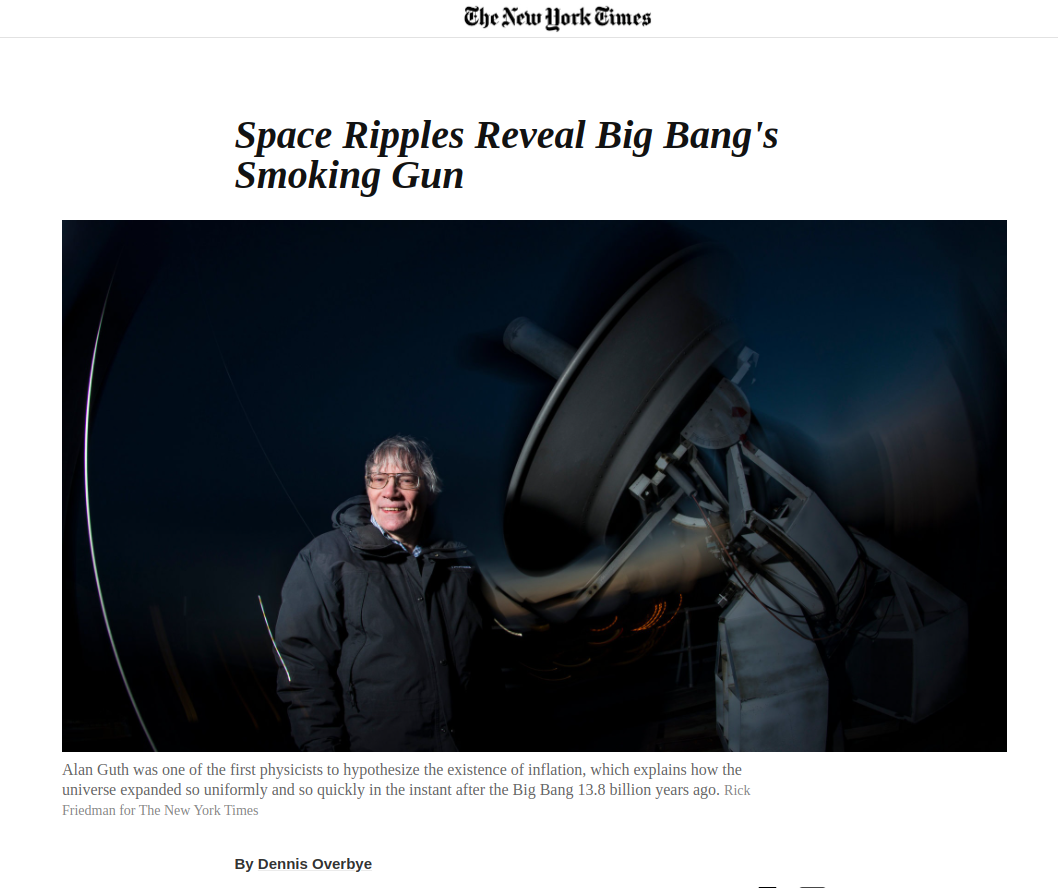 The New York Times
Space Ripples Reveal Big Bang's
Smoking Gun
Alan Guth was one of the first physicists to hypothesize the existence of inflation, which explains how the
universe expanded so uniformly and so quickly in the instant after the Big Bang 13.8 billion years ago. Rick
Friedman for The New York Times
By Dennis Overbye